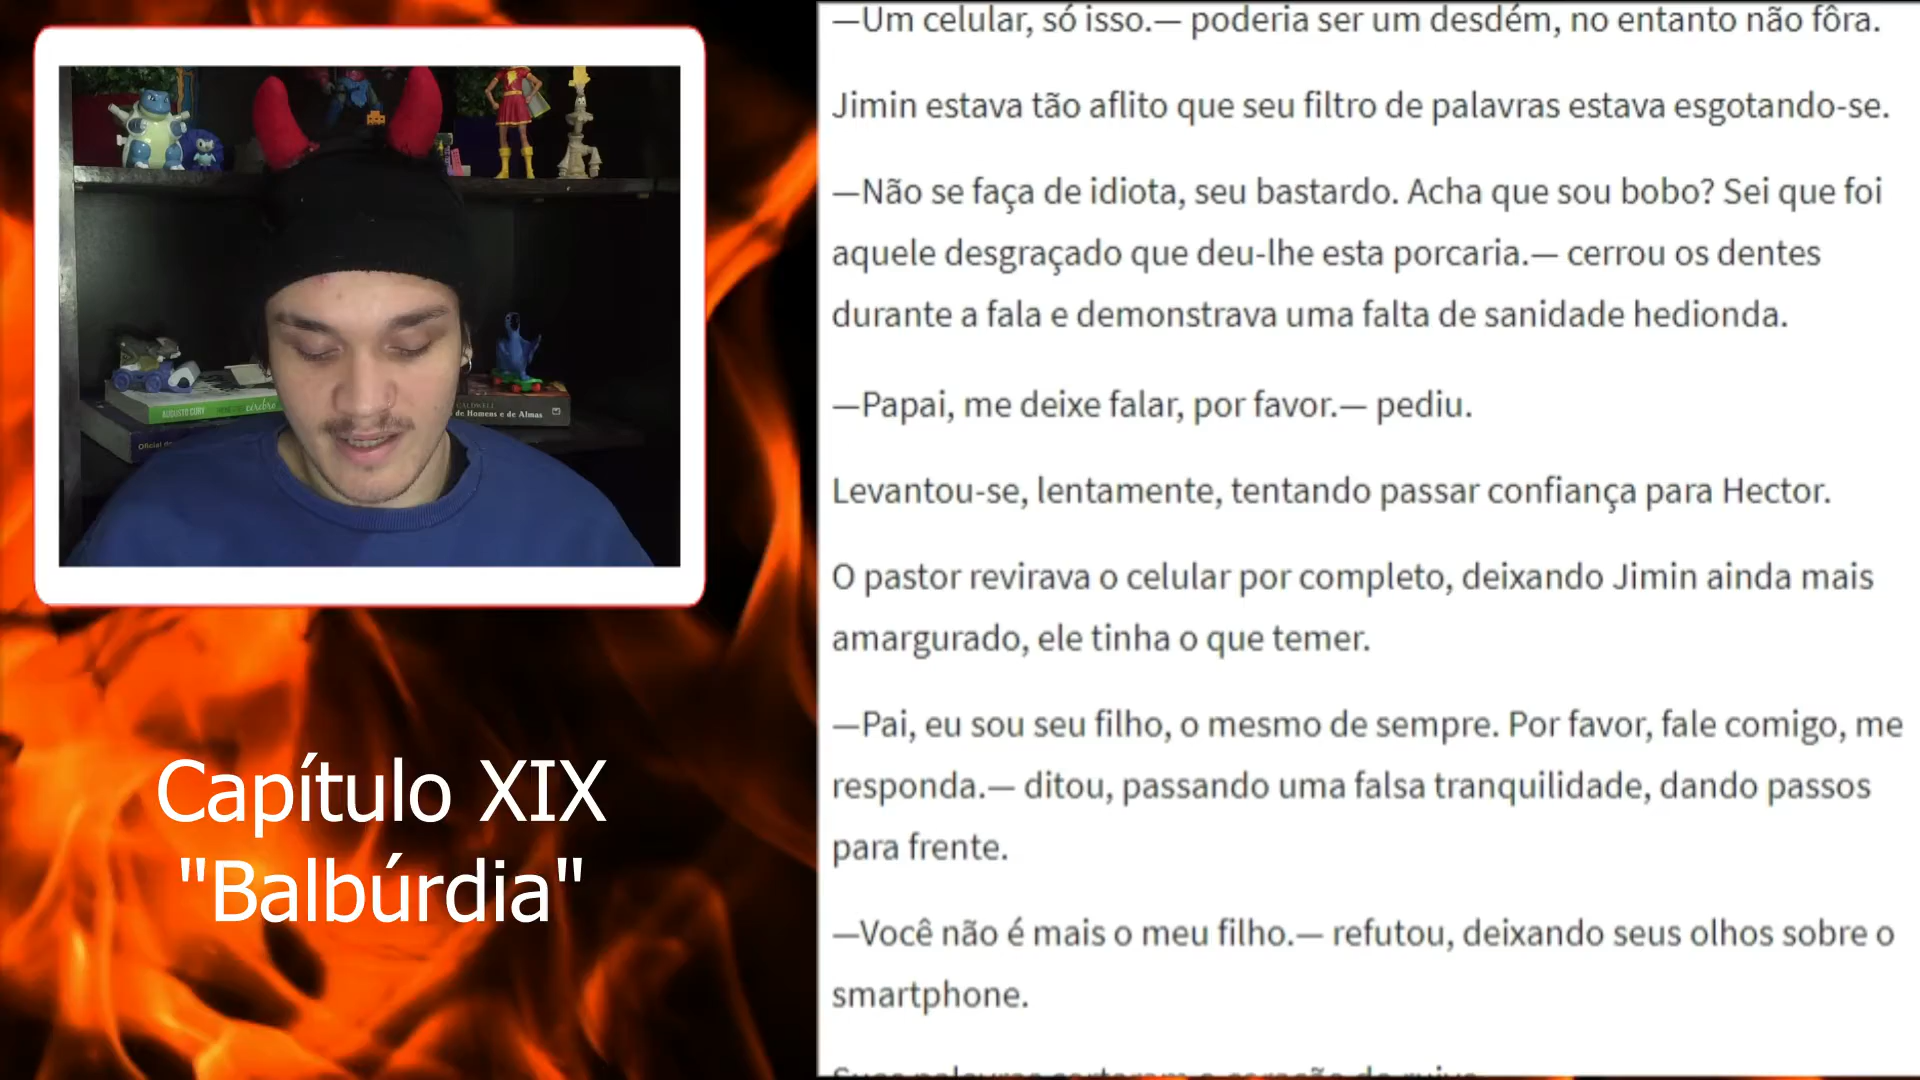 —Um celular, só isso.— poderia ser um desdém, no entanto não fôra.
Jimin estava tão aflito que seu filtro de palavras estava esgotando-se.
—Não se faça de idiota, seu bastardo. Acha que sou bobo? Sei que foi
aquele desgraçado que deu-lhe esta porcaria.— cerrou os dentes
durante a fala e demonstrava uma falta de sanidade hedionda.
—Papai, me deixe falar, por favor.— pediu.
Levantou-se, lentamente, tentando passar confiança para Hector.
O pastor revirava o celular por completo, deixando Jimin ainda mais
amargurado, ele tinha o que temer.
—Pai, eu sou seu filho, o mesmo de sempre. Por favor, fale comigo, me
responda.— ditou, passando uma falsa tranquilidade, dando passos
para frente.
—Você não é mais o meu filho.— refutou, deixando seus olhos sobre o
smartphone.
AUGUSTO CURY
cérebro
CALDWELL
de Homens e de Almas
Oficial
Capítulo XIX
"Balbúrdia"